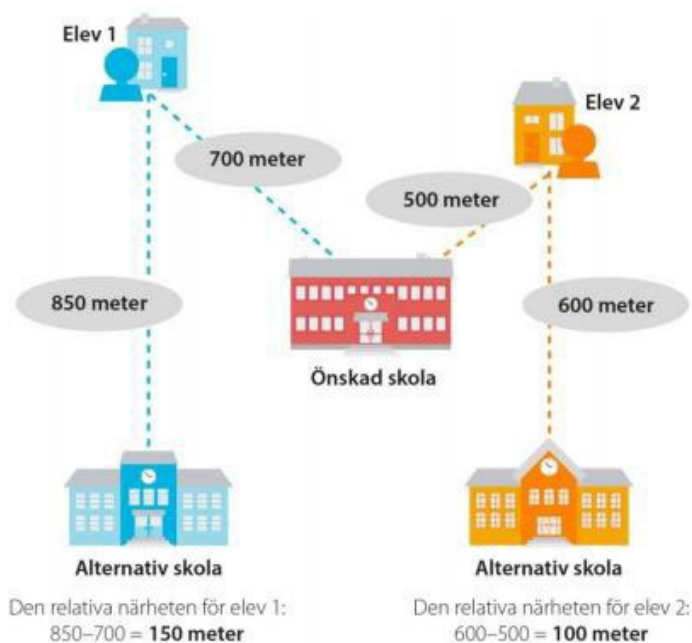 Elev 1
Elev 2
700 meter
500 meter
850 meter
600 meter
Önskad skola
Alternativ skola
Alternativ skola
Den relativa närheten för elev 1:
850–700 = 150 meter
Den relativa närheten för elev 2:
600–500 = 100 meter